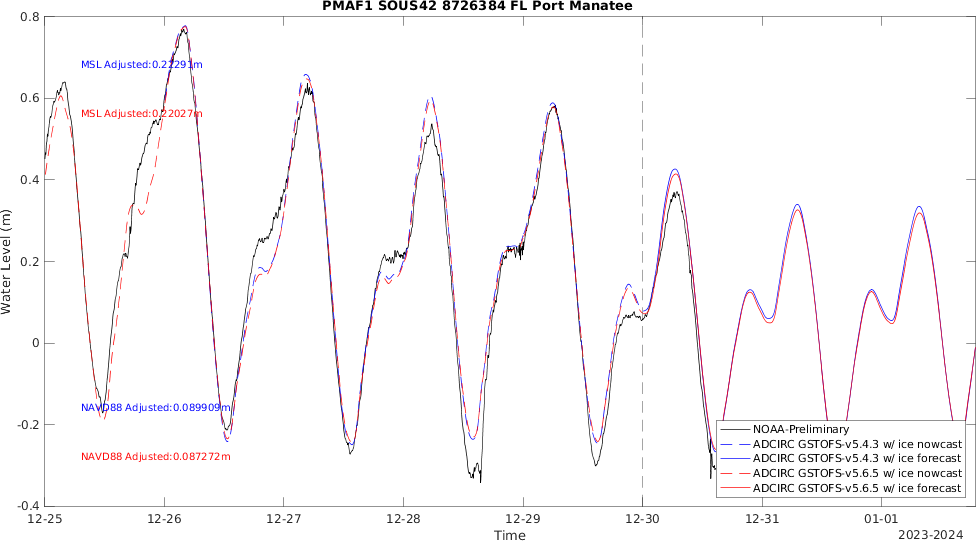 PMAF1 SOUS42 8726384 FL Port Manatee
0.8
0.6
0.4
0.2
0
-0.2
-0.4
Water Level (m)
MSL Adjusted:0.22291m
MSL Adjusted:0.22027m
NAVD88 Adjusted:0.089909m
NAVD88 Adjusted:0.087272m
NOAA-Preliminary
ADCIRC GSTOFS-v5.4.3 w/ ice nowcast
ADCIRC GSTOFS-v5.4.3 w/ ice forecast
ADCIRC GSTOFS-v5.6.5 w/ ice nowcast
ADCIRC GSTOFS-v5.6.5 w/ ice forecast
12-25 12-26 12-27 12-28 12-29 12-30 12-31 01-01
Time
2023-2024